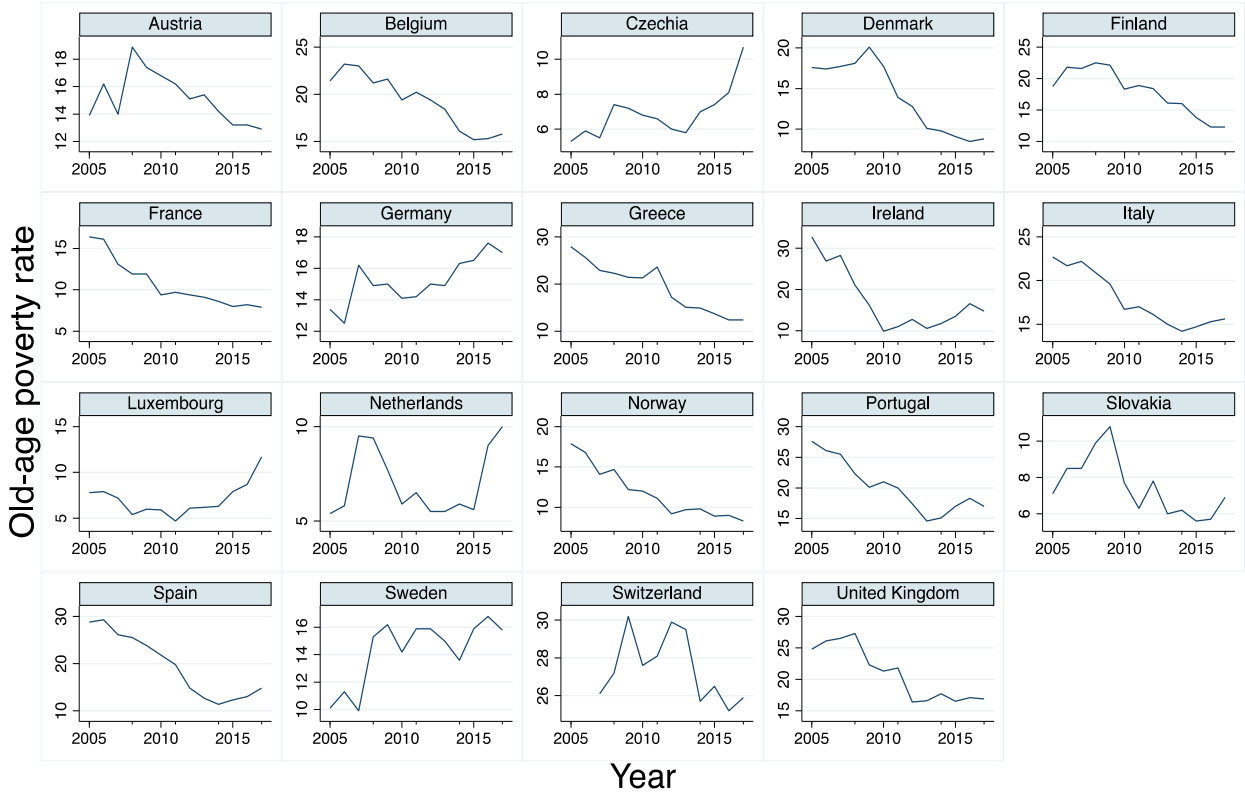 Old-age poverty rate
Austria
18
16
14
12
2005 2010 2015
Belgium
25
20
15
2005 2010 2015
Czechia
10
8
6
2005 2010 2015
Denmark
20
15
10
2005 2010 2015
Finland
25
20
15
10
2005 2010 2015
France
15
10
5
2005 2010 2015
Germany
18
16
14
12
2005 2010 2015
Greece
30
20
10
2005 2010 2015
Ireland
30
20
10
2005 2010 2015
Italy
25
20
15
2005 2010 2015
Luxembourg
15
10
5
2005 2010 2015
Netherlands
10
5
2005 2010 2015
Norway
20
15
10
2005 2010 2015
Portugal
30
25
20
15
2005 2010 2015
Slovakia
10
8
6
2005 2010 2015
Spain
30
20
10
2005 2010 2015
Sweden
16
14
12
10
2005 2010 2015
Switzerland
30
28
26
2005 2010 2015
United Kingdom
30
25
20
15
2005 2010 2015
Year